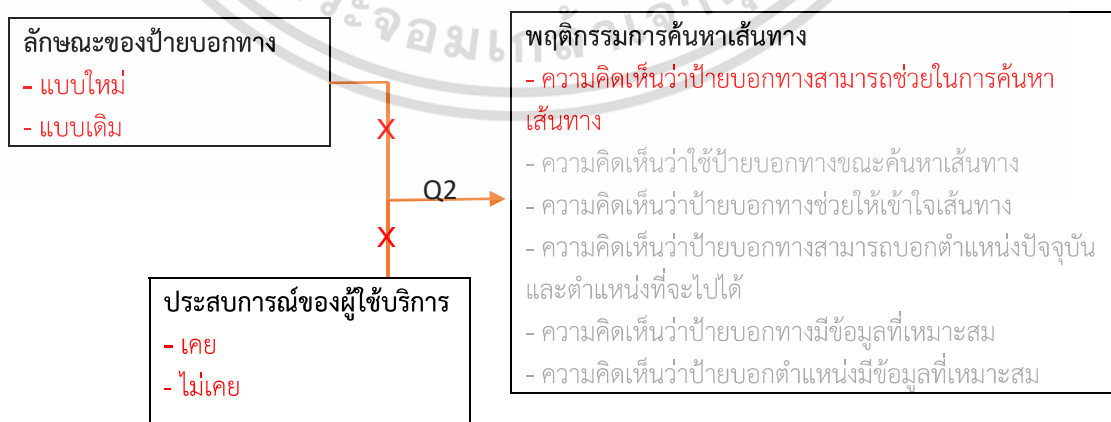 ระจอมเกล้าเจ้า
ลักษณะของป้ายบอกทาง
- แบบใหม่
- แบบเดิม
X
Q2
X
ประสบการณ์ของผู้ใช้บริการ
- เคย
- ไม่เคย
พฤติกรรมการค้นหาเส้นทาง
- ความคิดเห็นว่าป้ายบอกทางสามารถช่วยในการค้นหา
เส้นทาง
- ความคิดเห็นว่าใช้ป้ายบอกทางขณะค้นหาเส้นทาง
- ความคิดเห็นว่าป้ายบอกทางช่วยให้เข้าใจเส้นทาง
- ความคิดเห็นว่าป้ายบอกทางสามารถบอกตำแหน่งปัจจุบัน
และตำแหน่งที่จะไปได้
- ความคิดเห็นว่าป้ายบอกทางมีข้อมูลที่เหมาะสม
- ความคิดเห็นว่าป้ายบอกตำแหน่งมีข้อมูลที่เหมาะสม